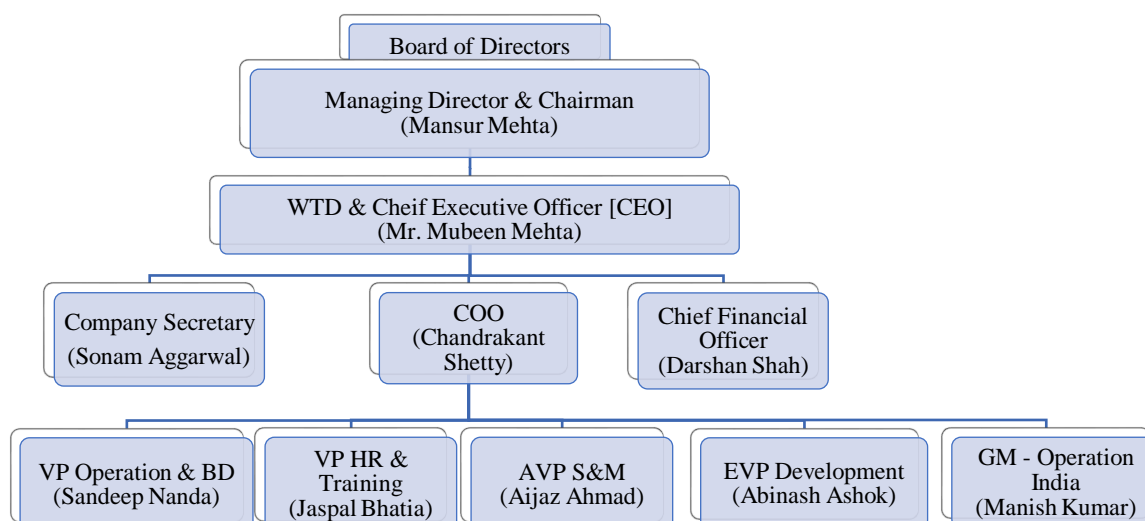 Board of Directors
Managing Director & Chairman
(Mansur Mehta)
WTD & Cheif Executive Officer [CEO]
(Mr. Mubeen Mehta)
Company Secretary
(Sonam Aggarwal)
COO
(Chandrakant
Shetty)
Chief Financial
Officer
(Darshan Shah)
VP Operation & BD
(Sandeep Nanda)
VP HR &
Training
(Jaspal Bhatia)
AVP S&M
(Aijaz Ahmad)
EVP Development
(Abinash Ashok)
GM - Operation
India
(Manish Kumar)